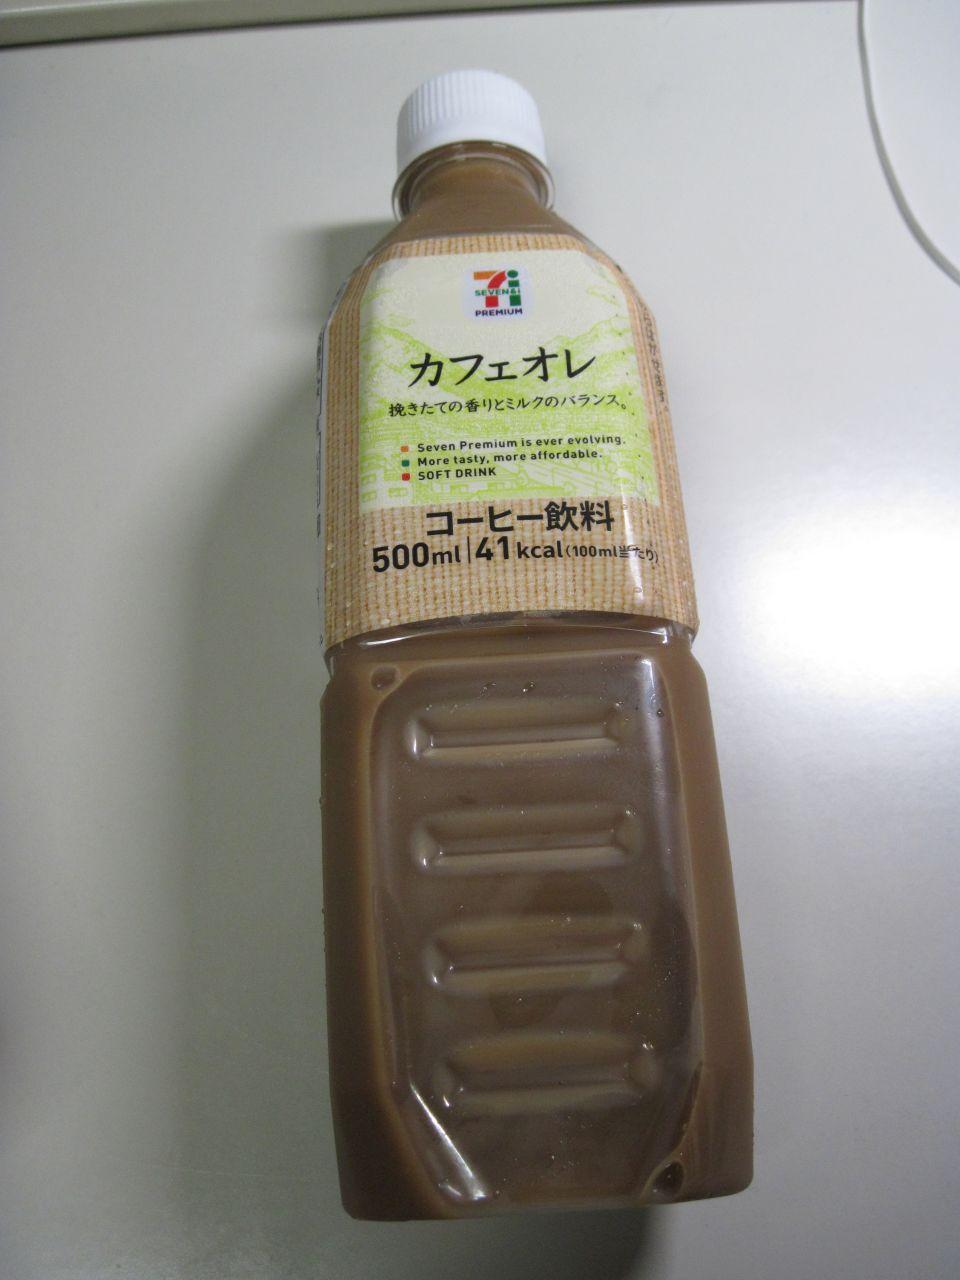 SEVEN&i
PREMIUM
カフェオレ
挽きたての香りとミルクのバランス。
Seven Premium is ever evolving.
More tasty, more affordable.
SOFT DRINK
コーヒー飲料
500ml | 41kcal (100ml当たり)